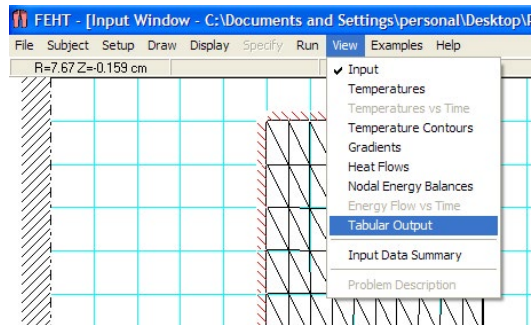 FEHT - [Input Window - C:\Documents and Settings\personal\Desktop\
File Subject Setup Draw Display Specify Run View Examples Help
R=7.67 Z=-0.159 cm
Input
Temperatures
Temperatures vs Time
Temperature Contours
Gradients
Heat Flows
Nodal Energy Balances
Energy Flow vs Time
Tabular Output
Input Data Summary
Problem Description